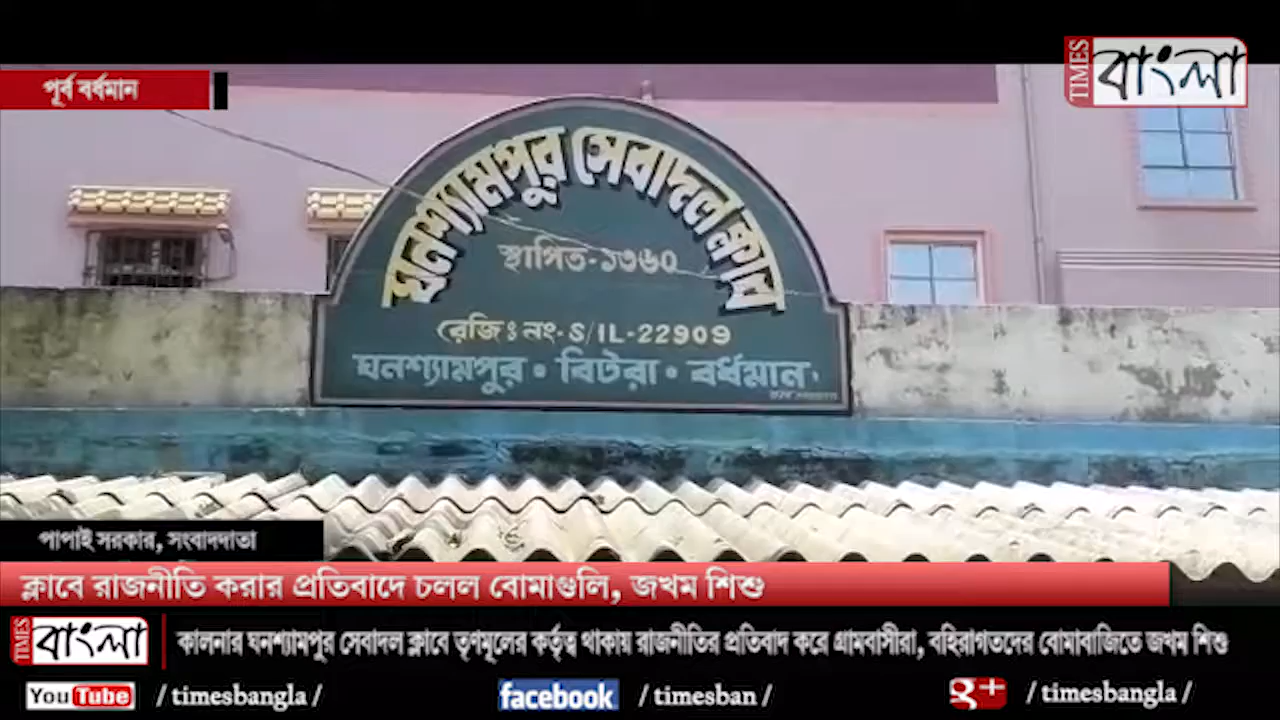 TIMES বাংলা
পূর্ব বর্ধমান
ঘনশ্যামপুর সেবাদল ক্লাব
স্থাপিত-১৩৬০
রেজিঃ নং-S/IL-22909
ঘনশ্যামপুর • বিটরা • বর্ধমান
পাপাই সরকার, সংবাদদাতা
ক্লাবে রাজনীতি করার প্রতিবাদে চলল বোমাগুলি, জখম শিশু
TIMES বাংলা
কালনার ঘনশ্যামপুর সেবাদল ক্লাবে তৃণমূলের কর্তৃত্ব থাকায় রাজনীতির প্রতিবাদ করে গ্রামবাসীরা, বহিরাগতদের বোমাবাজিতে জখম শিশু
YouTube / timesbangla / facebook / timesban / g+ / timesbangla /